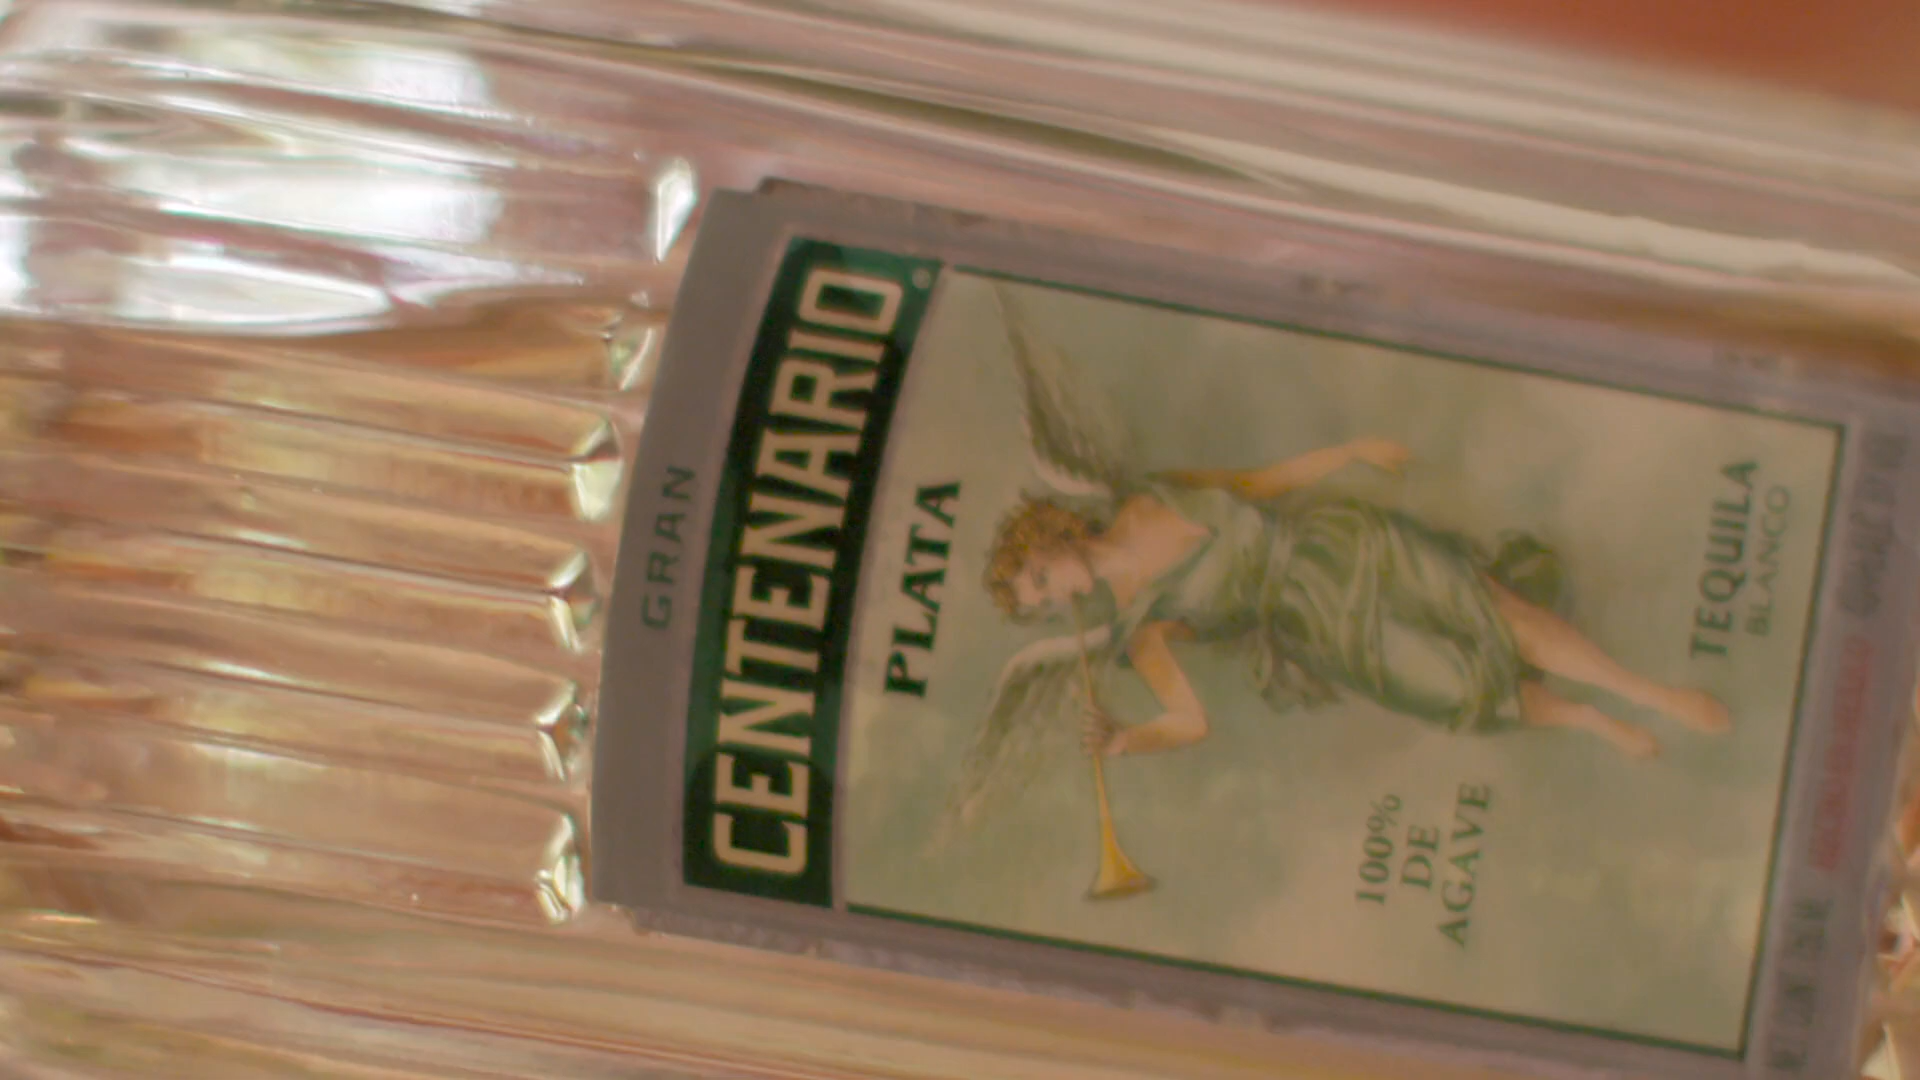 GRAN
CENTENARIO
PLATA
100%
DE
AGAVE
TEQUILA
BLANCO